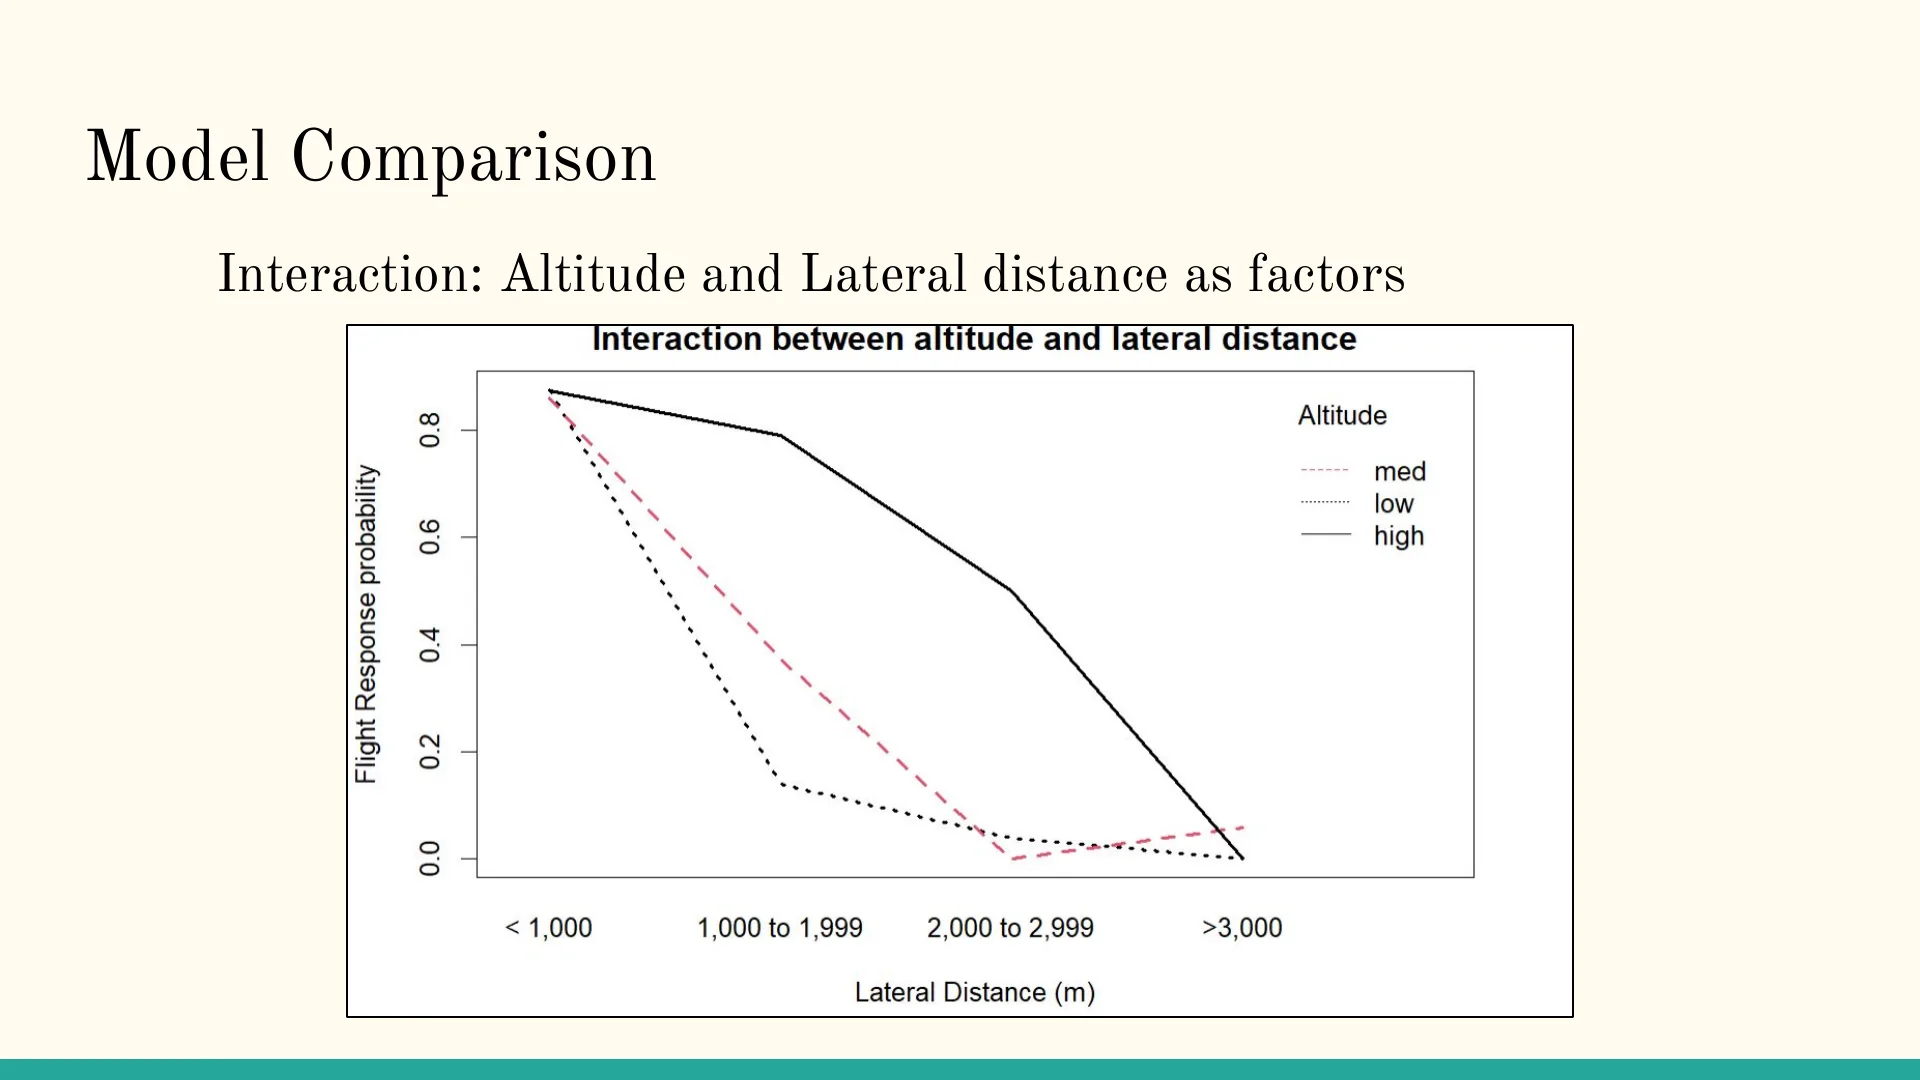 Model Comparison
Interaction: Altitude and Lateral distance as factors
Interaction between altitude and lateral distance
Flight Response probability
0.8
0.6
0.4
0.2
0.0
Altitude
med
low
high
< 1,000 1,000 to 1,999 2,000 to 2,999 >3,000
Lateral Distance (m)